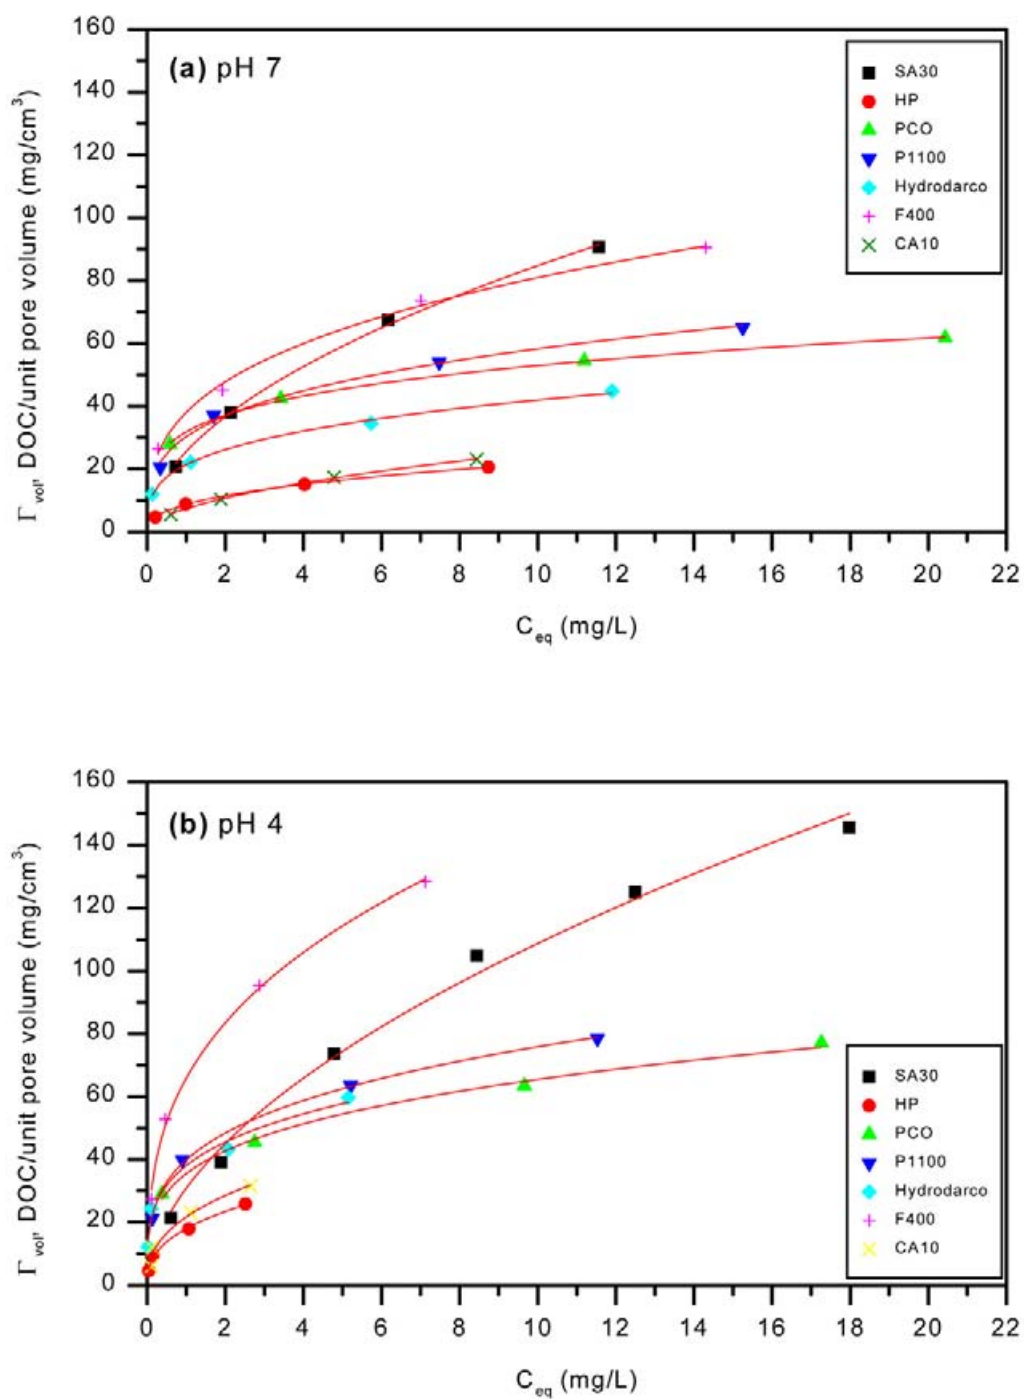 (a) pH 7
160
140
120
100
80
60
40
20
0
Γvol, DOC/unit pore volume (mg/cm³)
SA30
HP
PCO
P1100
Hydrodarco
F400
CA10
0 2 4 6 8 10 12 14 16 18 20 22
Ceq (mg/L)
(b) pH 4
160
140
120
100
80
60
40
20
0
Γvol, DOC/unit pore volume (mg/cm³)
SA30
HP
PCO
P1100
Hydrodarco
F400
CA10
0 2 4 6 8 10 12 14 16 18 20 22
Ceq (mg/L)